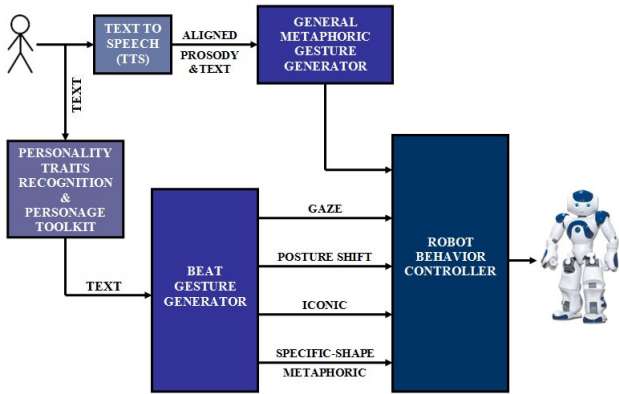 TEXT TO
SPEECH
(TTS)
ALIGNED
PROSODY
&TEXT
GENERAL
METAPHORIC
GESTURE
GENERATOR
TEXT
PERSONALITY
TRAITS
RECOGNITION
&
PERSONAGE
TOOLKIT
TEXT
BEAT
GESTURE
GENERATOR
GAZE
POSTURE SHIFT
ICONIC
SPECIFIC-SHAPE
METAPHORIC
ROBOT
BEHAVIOR
CONTROLLER